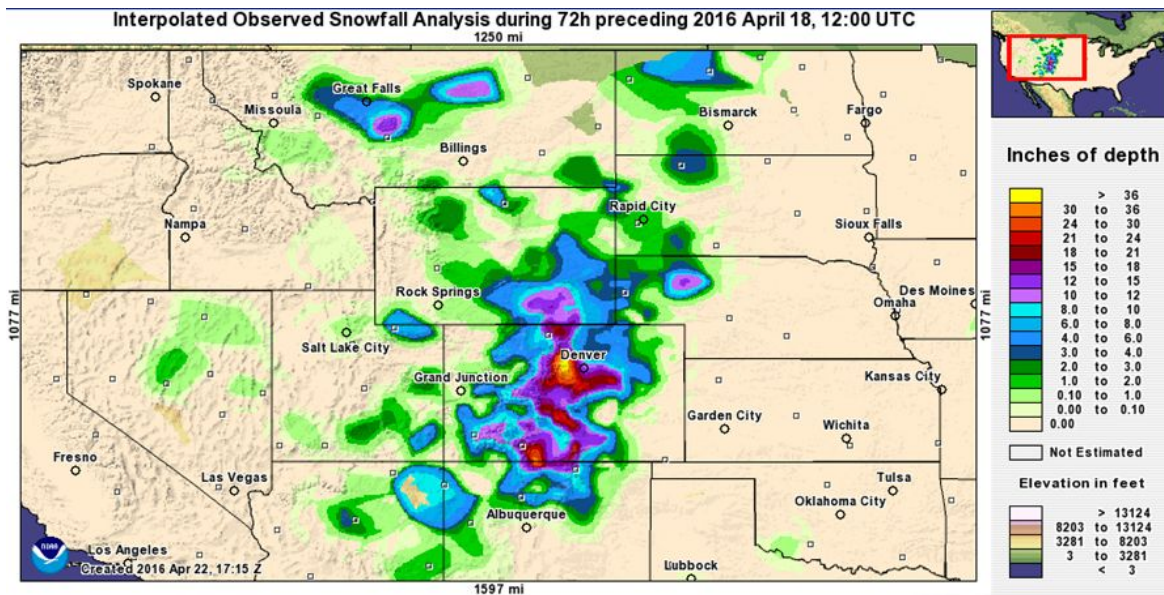 Interpolated Observed Snowfall Analysis during 72h preceding 2016 April 18, 12:00 UTC
1250 mi
Spokane
Great Falls
Missoula
Bismarck
Fargo
Billings
Rapid City
Nampa
Sioux Falls
1077 mi
Rock Springs
Des Moines
Omaha
1077 mi
Salt Lake City
Denver
Grand Junction
Kansas City
Garden City
Wichita
Fresno
Las Vegas
Tulsa
Oklahoma City
Albuquerque
Los Angeles
Lubbock
NOAA
Created 2016 Apr 22, 17:15 Z
1597 mi
Inches of depth
> 36
30 to 36
24 to 30
21 to 24
18 to 21
15 to 18
12 to 15
10 to 12
8.0 to 10
6.0 to 8.0
4.0 to 6.0
3.0 to 4.0
2.0 to 3.0
1.0 to 2.0
0.10 to 1.0
0.00 to 0.10
0.00
Not Estimated
Elevation in feet
> 13124
8203 to 13124
3281 to 8203
3 to 3281
< 3